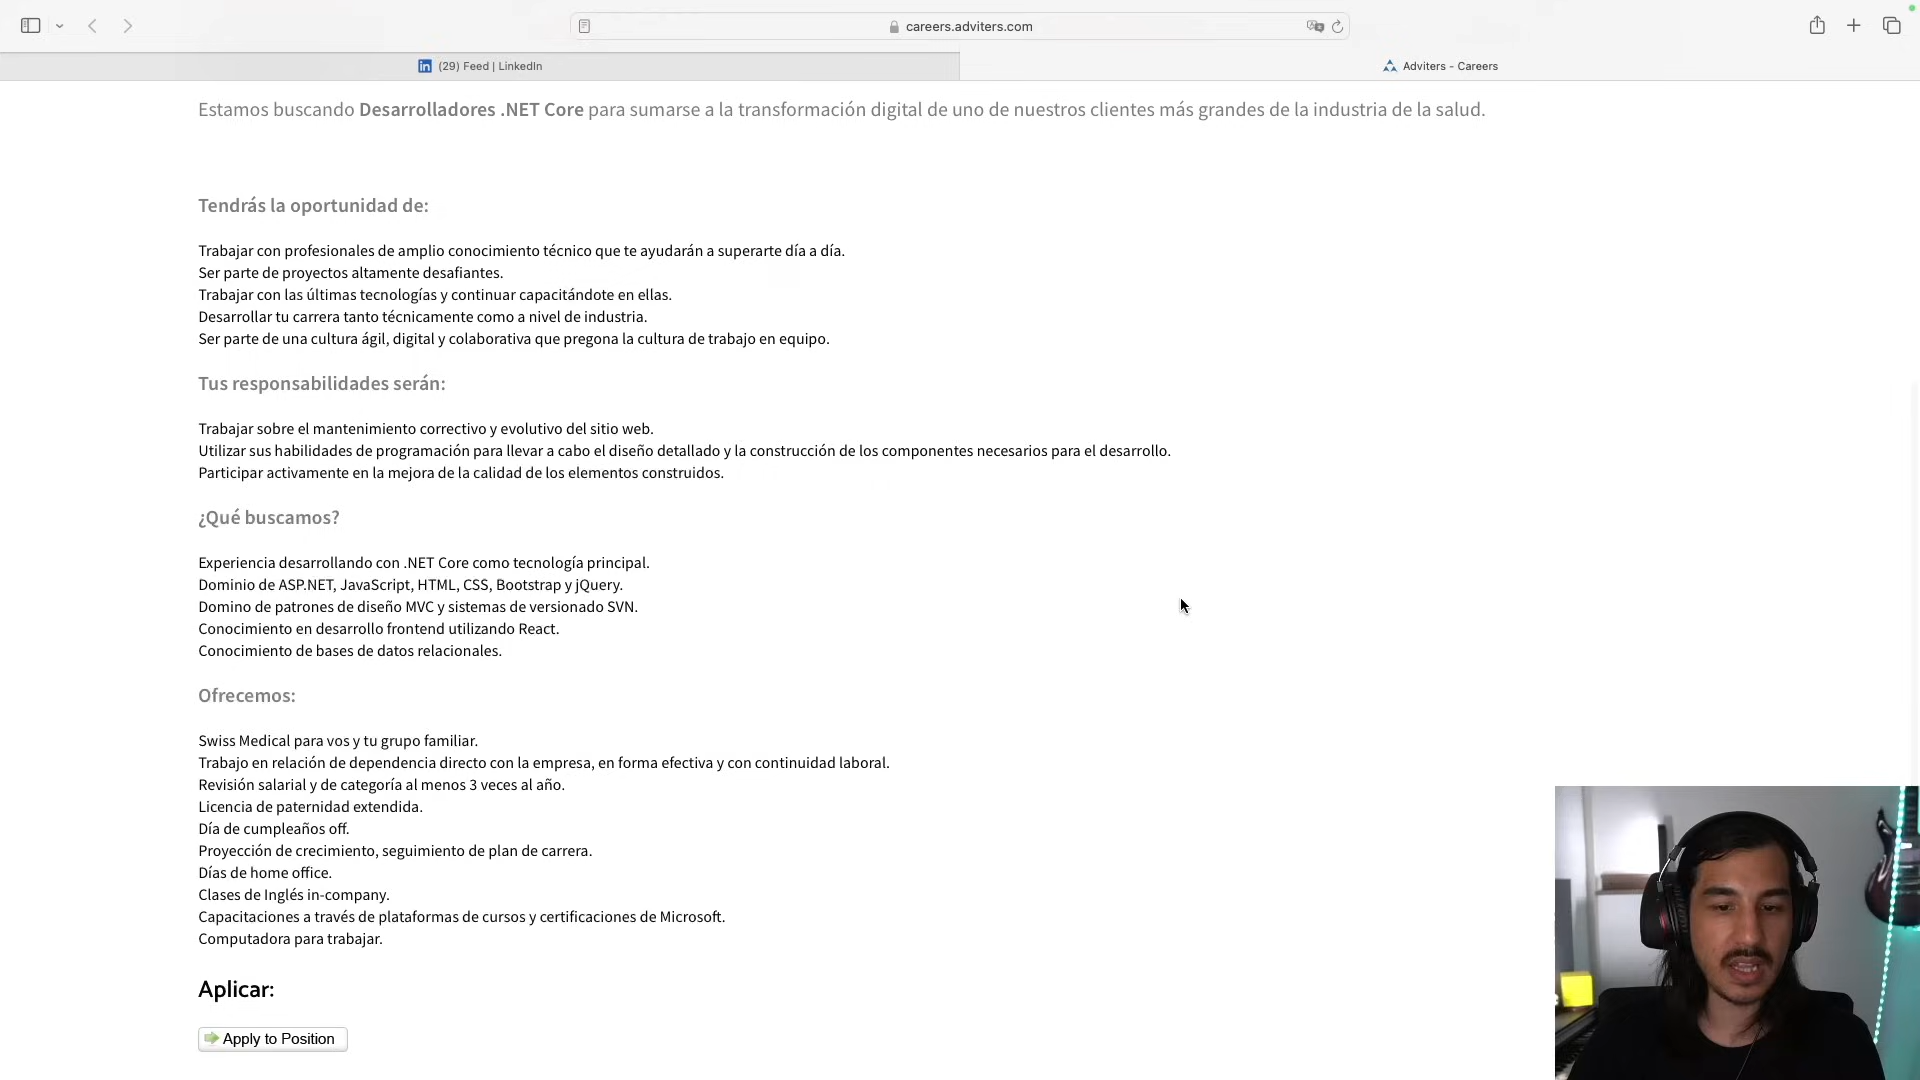 careers.adviters.com
(29) Feed | LinkedIn
Adviters - Careers
Estamos buscando Desarrolladores .NET Core para sumarse a la transformación digital de uno de nuestros clientes más grandes de la industria de la salud.
Tendrás la oportunidad de:
Trabajar con profesionales de amplio conocimiento técnico que te ayudarán a superarte día a día.
Ser parte de proyectos altamente desafiantes.
Trabajar con las últimas tecnologías y continuar capacitándote en ellas.
Desarrollar tu carrera tanto técnicamente como a nivel de industria.
Ser parte de una cultura ágil, digital y colaborativa que pregona la cultura de trabajo en equipo.
Tus responsabilidades serán:
Trabajar sobre el mantenimiento correctivo y evolutivo del sitio web.
Utilizar sus habilidades de programación para llevar a cabo el diseño detallado y la construcción de los componentes necesarios para el desarrollo.
Participar activamente en la mejora de la calidad de los elementos construidos.
¿Qué buscamos?
Experiencia desarrollando con .NET Core como tecnología principal.
Dominio de ASP.NET, JavaScript, HTML, CSS, Bootstrap y jQuery.
Domino de patrones de diseño MVC y sistemas de versionado SVN.
Conocimiento en desarrollo frontend utilizando React.
Conocimiento de bases de datos relacionales.
Ofrecemos:
Swiss Medical para vos y tu grupo familiar.
Trabajo en relación de dependencia directo con la empresa, en forma efectiva y con continuidad laboral.
Revisión salarial y de categoría al menos 3 veces al año.
Licencia de paternidad extendida.
Día de cumpleaños off.
Proyección de crecimiento, seguimiento de plan de carrera.
Días de home office.
Clases de Inglés in-company.
Capacitaciones a través de plataformas de cursos y certificaciones de Microsoft.
Computadora para trabajar.
Aplicar:
Apply to Position